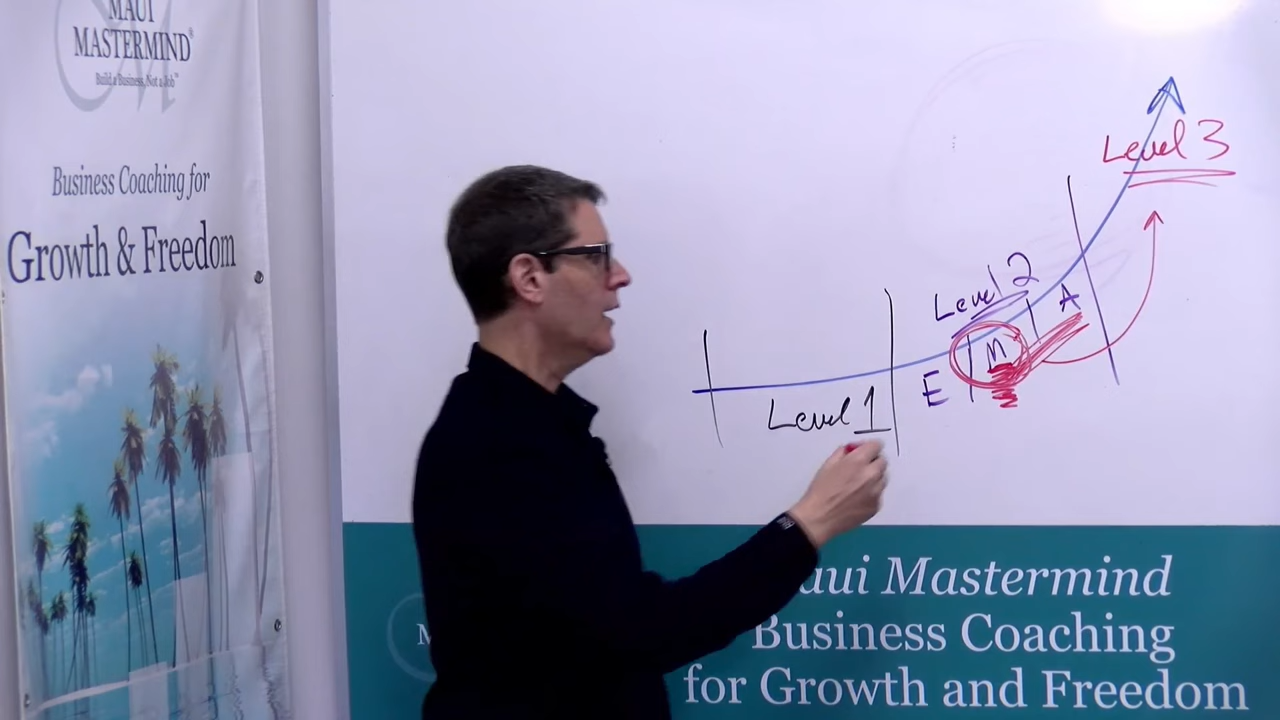 MAUI
MASTERMIND®
Build a Business, Not a Job™
Business Coaching for
Growth & Freedom
Level 3
Level 2
A
M
E
Level 1
aui Mastermind
Business Coaching
for Growth and Freedom
M